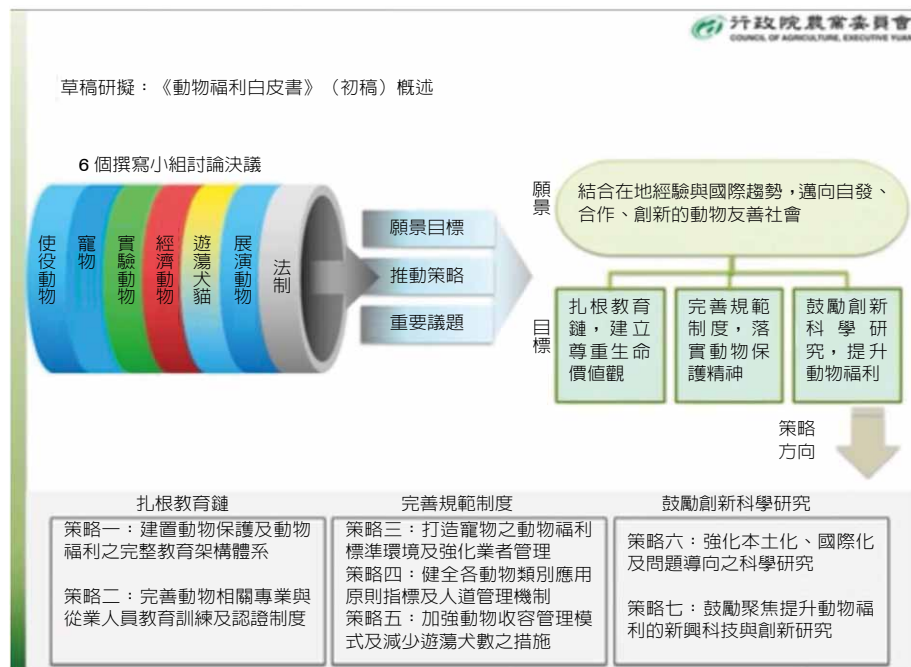 行政院農業委員會
COUNCIL OF AGRICULTURE, EXECUTIVE YUAN
草稿研擬：《動物福利白皮書》（初稿）概述
6 個撰寫小組討論決議
使役動物
寵物
實驗動物
經濟動物
遊蕩犬貓
展演動物
法制
願景目標
推動策略
重要議題
願景
結合在地經驗與國際趨勢，邁向自發、
合作、創新的動物友善社會
目標
扎根教育
鏈，建立
尊重生命
價值觀
完善規範
制度，落
實動物保
護精神
鼓勵創新
科學研
究，提升
動物福利
策略
方向
扎根教育鏈
策略一：建置動物保護及動物
福利之完整教育架構體系
策略二：完善動物相關專業與
從業人員教育訓練及認證制度
完善規範制度
策略三：打造寵物之動物福利
標準環境及強化業者管理
策略四：健全各動物類別應用
原則指標及人道管理機制
策略五：加強動物收容管理模
式及減少遊蕩犬數之措施
鼓勵創新科學研究
策略六：強化本土化、國際化
及問題導向之科學研究
策略七：鼓勵聚焦提升動物福
利的新興科技與創新研究